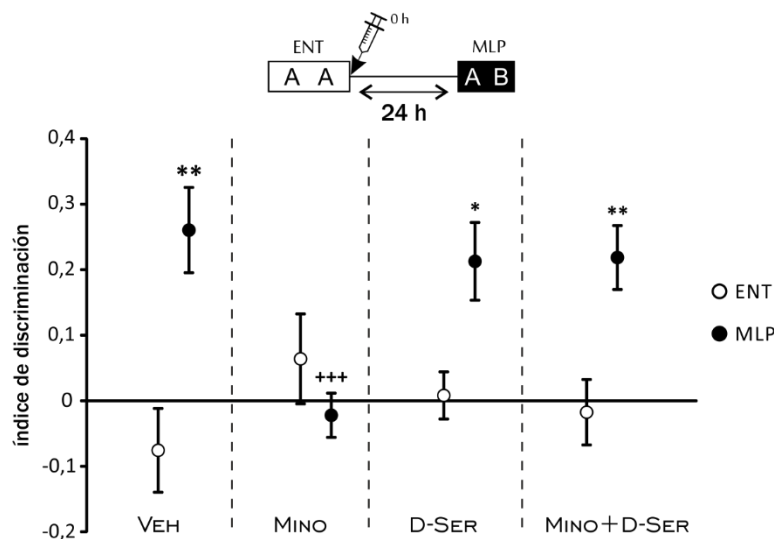 0 h
ENT MLP
A A A B
24 h
0,4
0,3
0,2
0,1
0
-0,1
-0,2
índice de discriminación
**
+++
*
**
VEH MINO D-SER MINO+D-SER
ENT
MLP